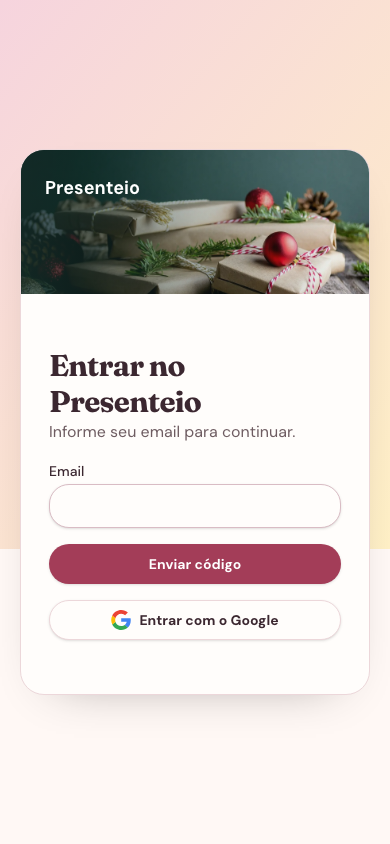 Presenteio
Entrar no
Presenteio
Informe seu email para continuar.
Email
Enviar código
Entrar com o Google